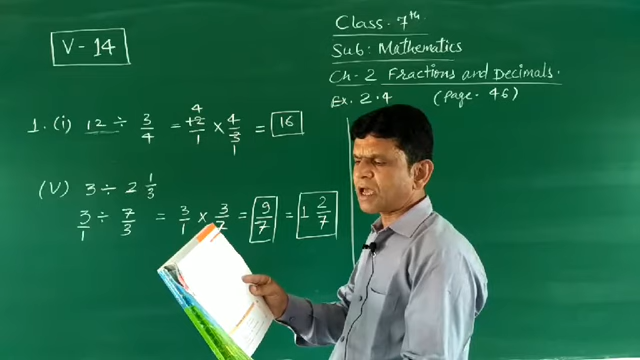 V - 14
Class. 7th.
Sub: Mathematics
Ch-2 Fractions and Decimals.
Ex. 2.4 (Page. 46)
1. (i) 12 ÷ 3/4 = 4 12/1 × 4/3 1 = 16
(V) 3 ÷ 2 1/3
3/1 ÷ 7/3 = 3/1 × 3/7 = 9/7 = 1 2/7